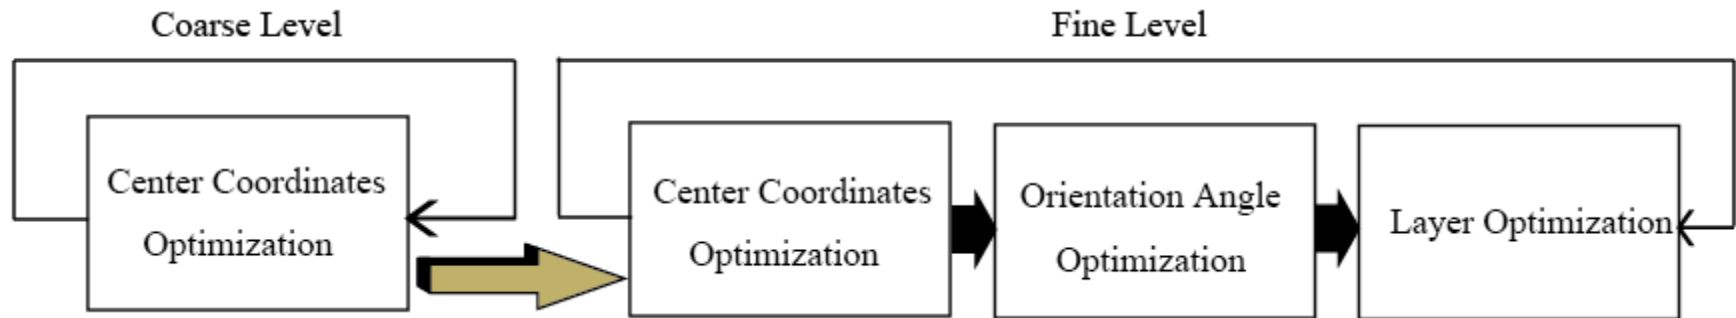 Coarse Level
Fine Level
Center Coordinates
Optimization
Center Coordinates
Optimization
Orientation Angle
Optimization
Layer Optimization